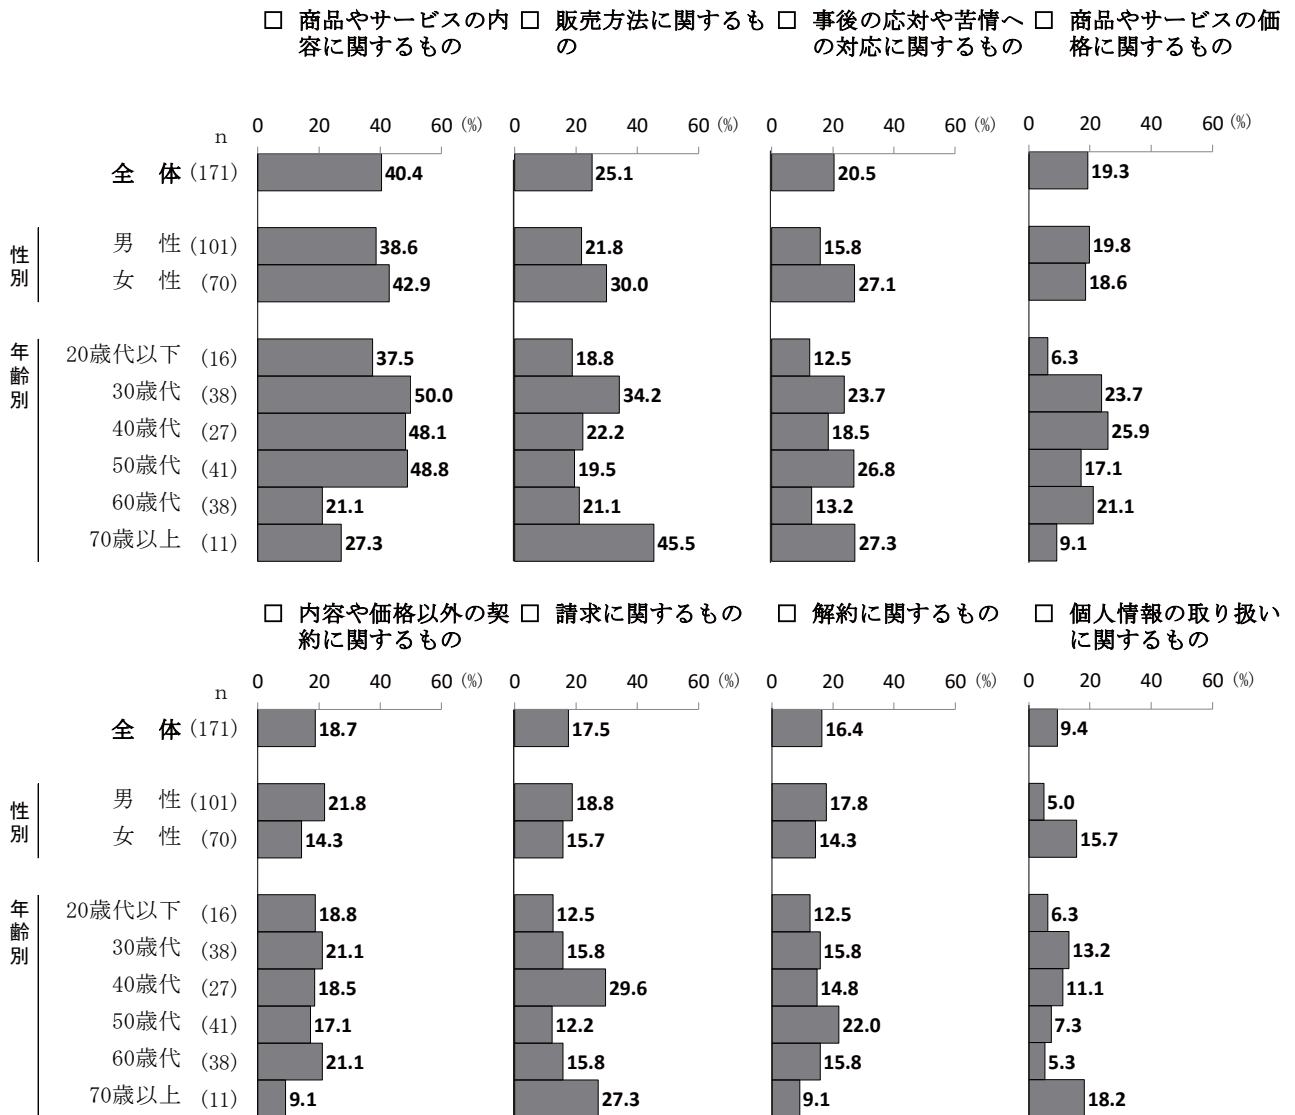 □ 商品やサービスの内 □ 販売方法に関するも □ 事後の応対や苦情へ □ 商品やサービスの価
容に関するもの の の対応に関するもの 格に関するもの
n 0 20 40 60 (%) 0 20 40 60 (%) 0 20 40 60 (%) 0 20 40 60 (%)
全 体 (171) 40.4 25.1 20.5 19.3
性別
男 性 (101) 38.6 21.8 15.8 19.8
女 性 (70) 42.9 30.0 27.1 18.6
年齢別
20歳代以下 (16) 37.5 18.8 12.5 6.3
30歳代 (38) 50.0 34.2 23.7 23.7
40歳代 (27) 48.1 22.2 18.5 25.9
50歳代 (41) 48.8 19.5 26.8 17.1
60歳代 (38) 21.1 21.1 13.2 21.1
70歳以上 (11) 27.3 45.5 27.3 9.1
□ 内容や価格以外の契 □ 請求に関するもの □ 解約に関するもの □ 個人情報の取り扱い
約に関するもの に関するもの
n 0 20 40 60 (%) 0 20 40 60 (%) 0 20 40 60 (%) 0 20 40 60 (%)
全 体 (171) 18.7 17.5 16.4 9.4
性別
男 性 (101) 21.8 18.8 17.8 5.0
女 性 (70) 14.3 15.7 14.3 15.7
年齢別
20歳代以下 (16) 18.8 12.5 12.5 6.3
30歳代 (38) 21.1 15.8 15.8 13.2
40歳代 (27) 18.5 29.6 14.8 11.1
50歳代 (41) 17.1 12.2 22.0 7.3
60歳代 (38) 21.1 15.8 15.8 5.3
70歳以上 (11) 9.1 27.3 9.1 18.2